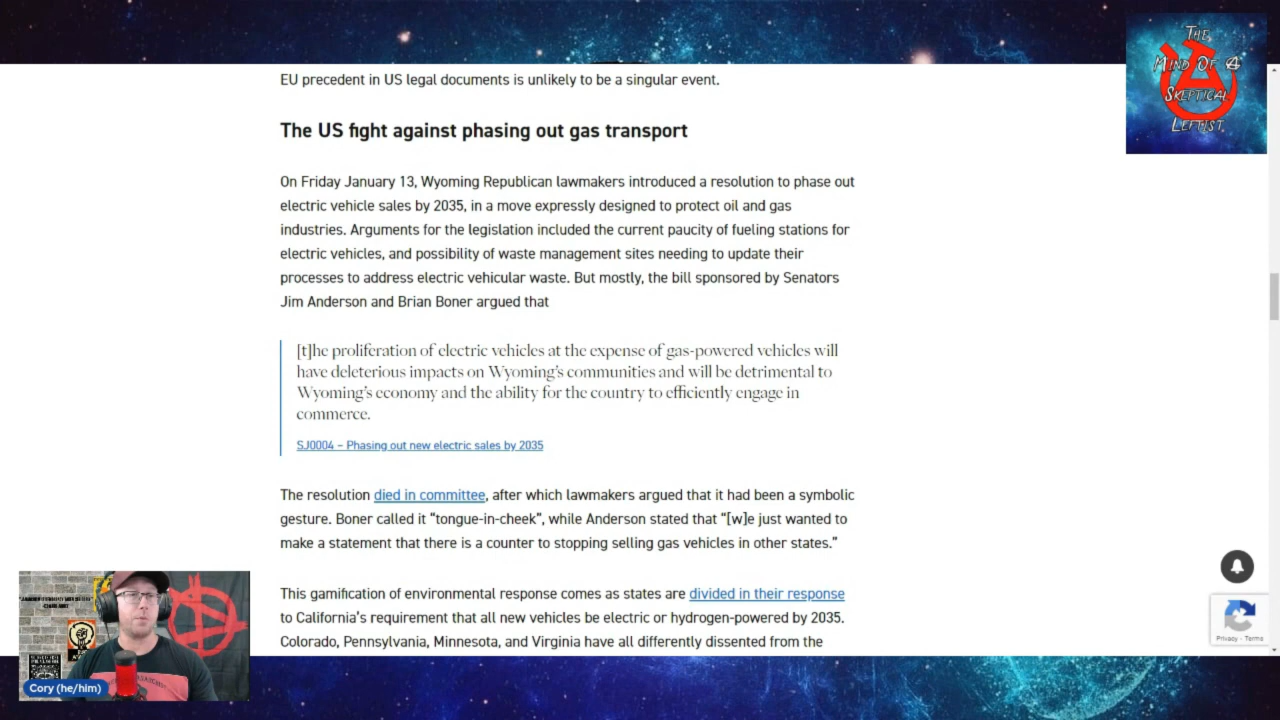 EU precedent in US legal documents is unlikely to be a singular event.
The US fight against phasing out gas transport
On Friday January 13, Wyoming Republican lawmakers introduced a resolution to phase out
electric vehicle sales by 2035, in a move expressly designed to protect oil and gas
industries. Arguments for the legislation included the current paucity of fueling stations for
electric vehicles, and possibility of waste management sites needing to update their
processes to address electric vehicular waste. But mostly, the bill sponsored by Senators
Jim Anderson and Brian Boner argued that
[t]he proliferation of electric vehicles at the expense of gas-powered vehicles will
have deleterious impacts on Wyoming's communities and will be detrimental to
Wyoming's economy and the ability for the country to efficiently engage in
commerce.
SJ0004 – Phasing out new electric sales by 2035
The resolution died in committee, after which lawmakers argued that it had been a symbolic
gesture. Boner called it “tongue-in-cheek”, while Anderson stated that “[w]e just wanted to
make a statement that there is a counter to stopping selling gas vehicles in other states.”
This gamification of environmental response comes as states are divided in their response
to California's requirement that all new vehicles be electric or hydrogen-powered by 2035.
Colorado, Pennsylvania, Minnesota, and Virginia have all differently dissented from the
The
Mind Of A
Skeptical
Leftist
Privacy - Terms
Cory (he/him)